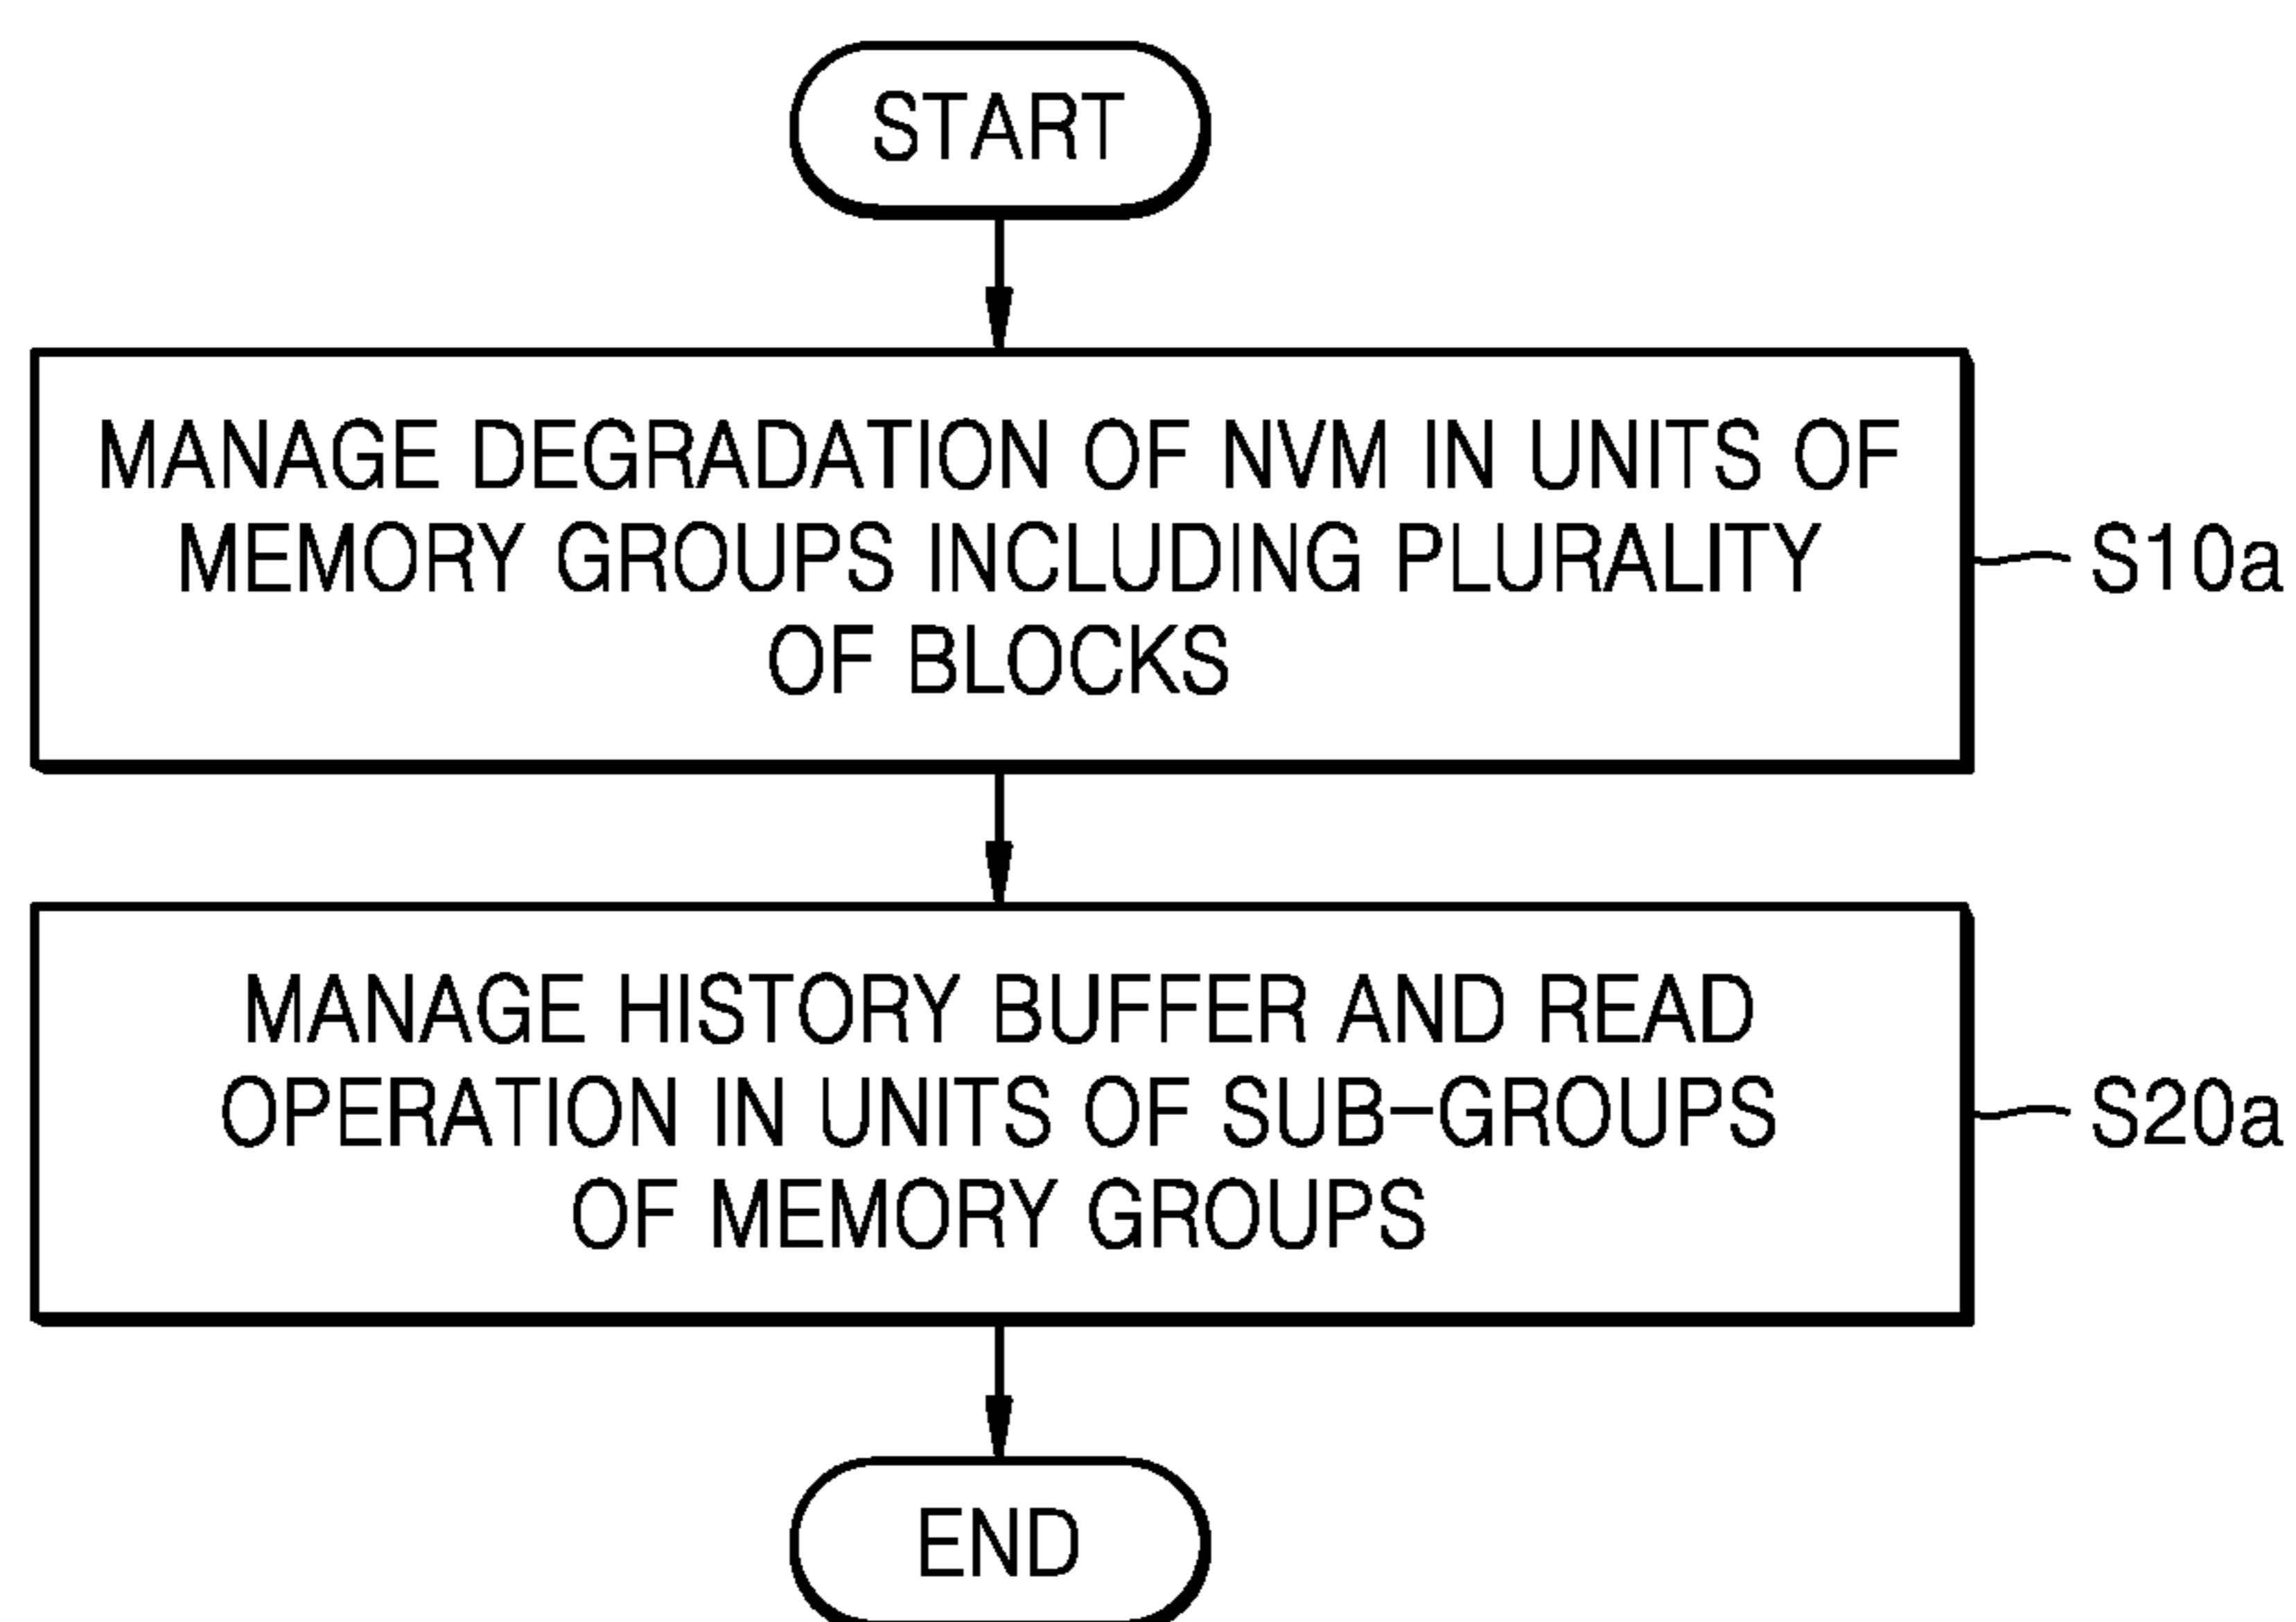 START
MANAGE DEGRADATION OF NVM IN UNITS OF
MEMORY GROUPS INCLUDING PLURALITY
OF BLOCKS
S10a
MANAGE HISTORY BUFFER AND READ
OPERATION IN UNITS OF SUB-GROUPS
OF MEMORY GROUPS
S20a
END